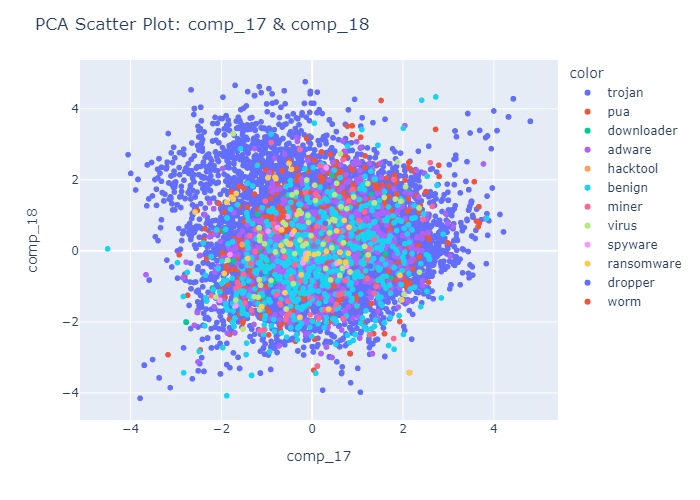 PCA Scatter Plot: comp_17 & comp_18
color
trojan
pua
downloader
adware
hacktool
benign
miner
virus
spyware
ransomware
dropper
worm
comp_18
4
2
0
−2
−4
−4
−2
0
2
4
comp_17